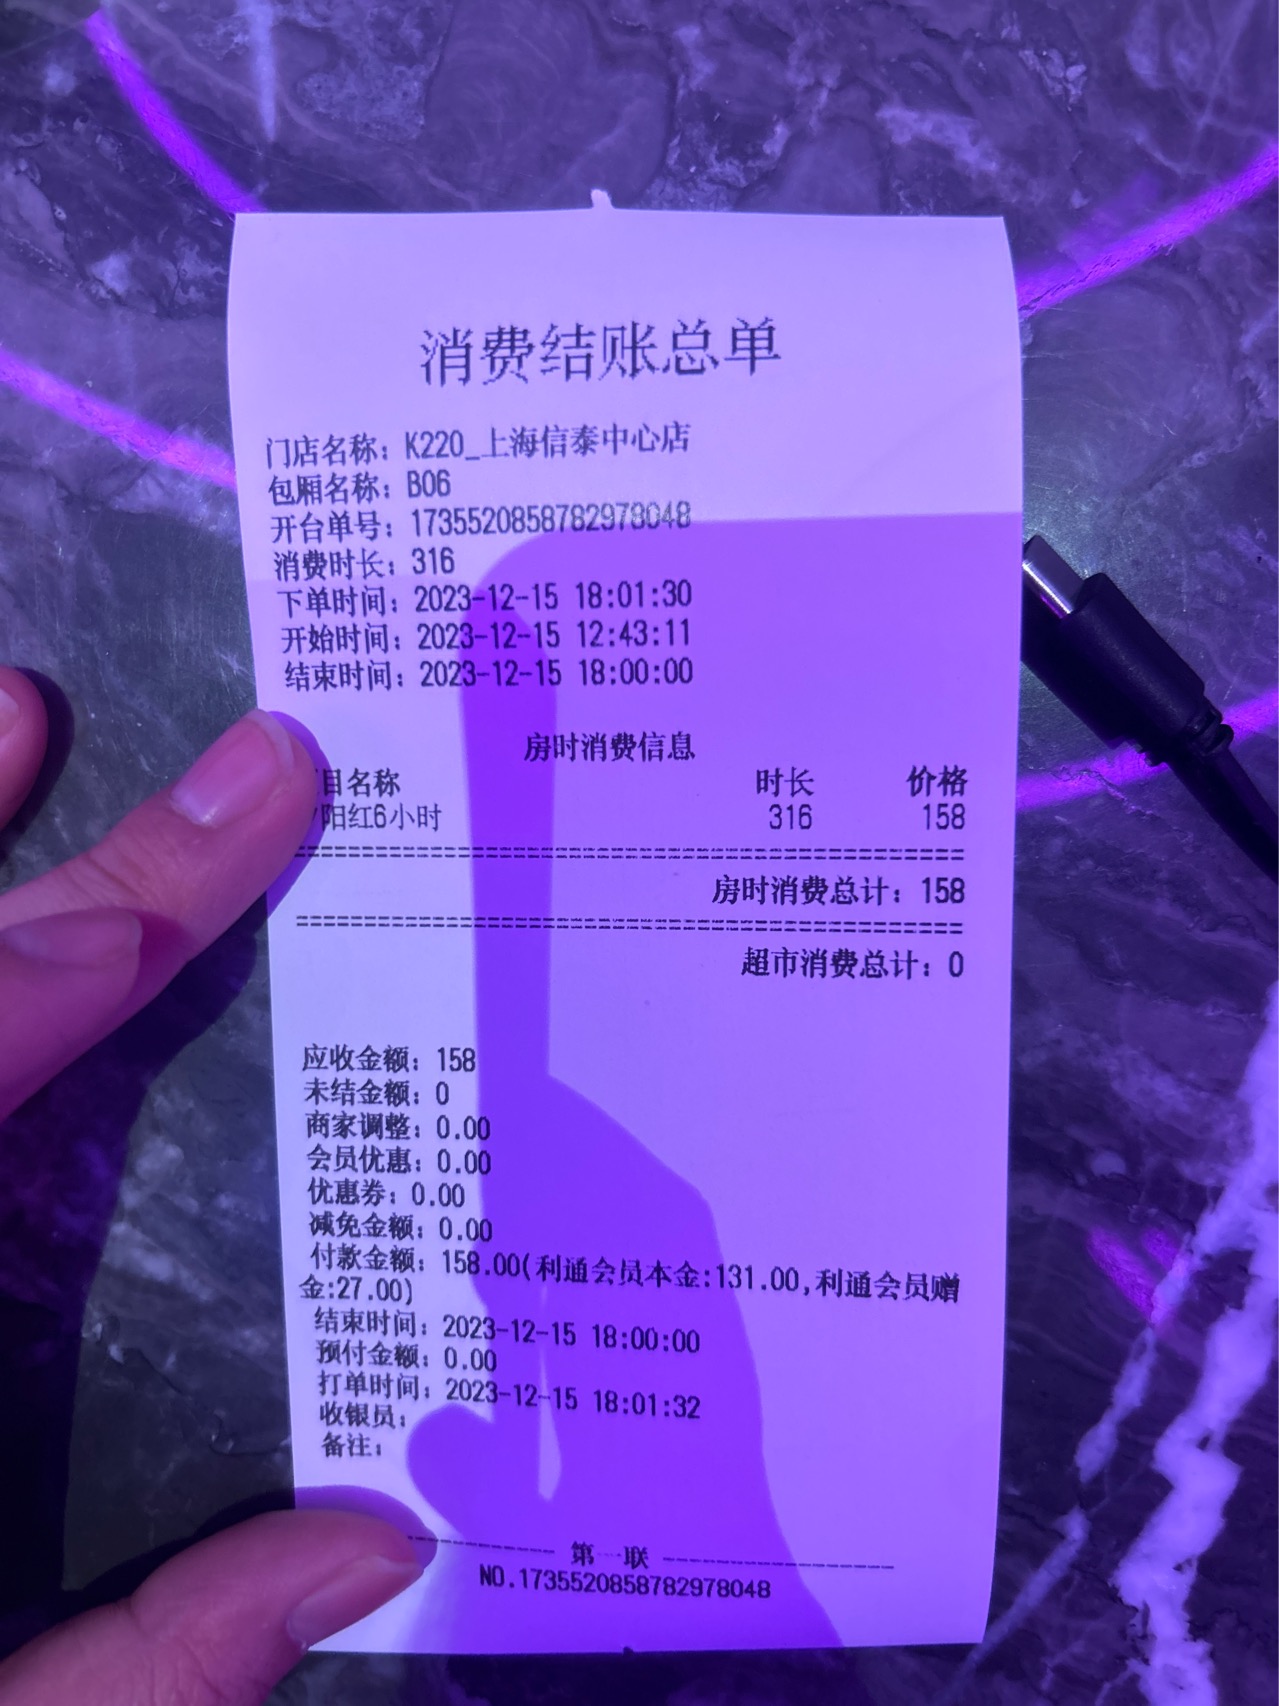 消费结账总单
门店名称：K220_上海信泰中心店
包厢名称：B06
开台单号：1735520858782978048
消费时长：316
下单时间：2023-12-15 18:01:30
开始时间：2023-12-15 12:43:11
结束时间：2023-12-15 18:00:00
房时消费信息
目名称 时长 价格
阳红6小时 316 158
房时消费总计：158
超市消费总计：0
应收金额：158
未结金额：0
商家调整：0.00
会员优惠：0.00
优惠券：0.00
减免金额：0.00
付款金额：158.00(利通会员本金:131.00,利通会员赠
金:27.00)
结束时间：2023-12-15 18:00:00
预付金额：0.00
打单时间：2023-12-15 18:01:32
收银员：
备注：
第一联
NO.1735520858782978048